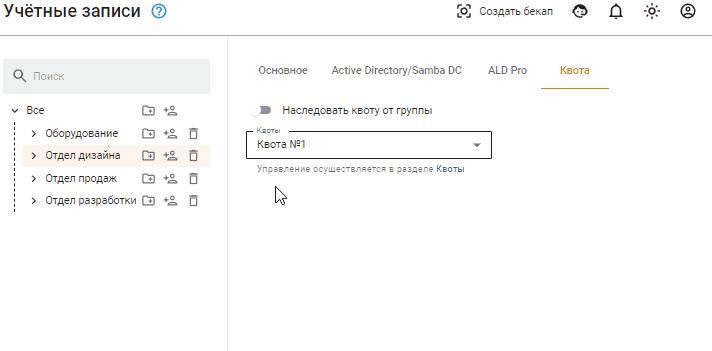 Учётные записи
Создать бекап
Поиск
Основное
Active Directory/Samba DC
ALD Pro
Квота
Все
Наследовать квоту от группы
Оборудование
Квоты
Квота №1
Отдел дизайна
Управление осуществляется в разделе Квоты
Отдел продаж
Отдел разработки